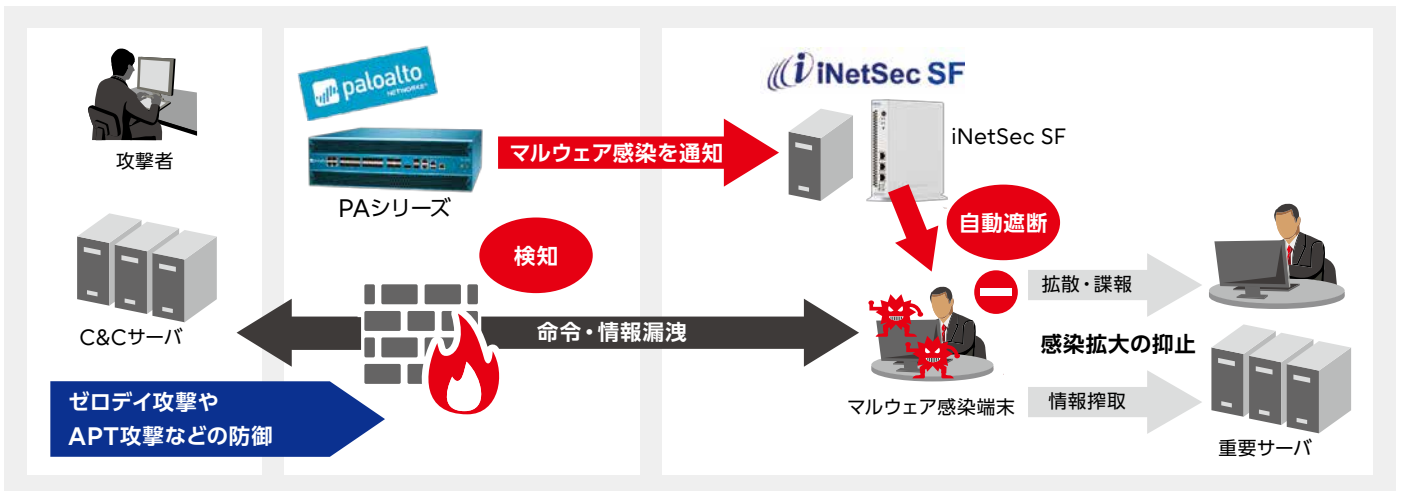 攻撃者
C&Cサーバ
ゼロデイ攻撃や
APT攻撃などの防御
paloalto
NETWORKS
PAシリーズ
検知
マルウェア感染を通知
命令・情報漏洩
iNetSec SF
iNetSec SF
自動遮断
マルウェア感染端末
拡散・諜報
感染拡大の抑止
情報搾取
重要サーバ